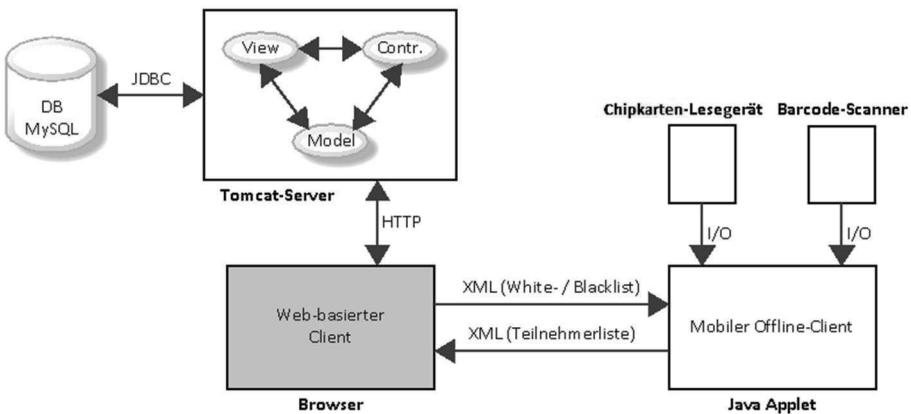 View
Contr.
Model
JDBC
DB
MySQL
Tomcat-Server
HTTP
Chipkarten-Lesegerät
Barcode-Scanner
I/O
I/O
Web-basierter
Client
XML (White- / Blacklist)
XML (Teilnehmerliste)
Mobiler Offline-Client
Browser
Java Applet